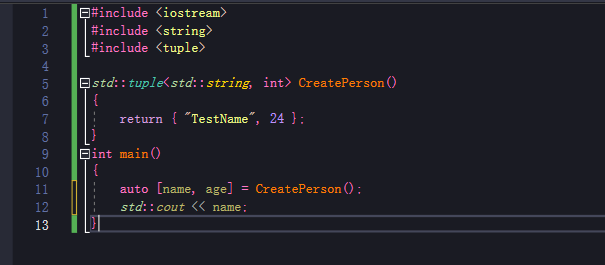 1 #include <iostream>
2 #include <string>
3 #include <tuple>
4
5 std::tuple<std::string, int> CreatePerson()
6 {
7 return { "TestName", 24 };
8 }
9 int main()
10 {
11 auto [name, age] = CreatePerson();
12 std::cout << name;
13 }